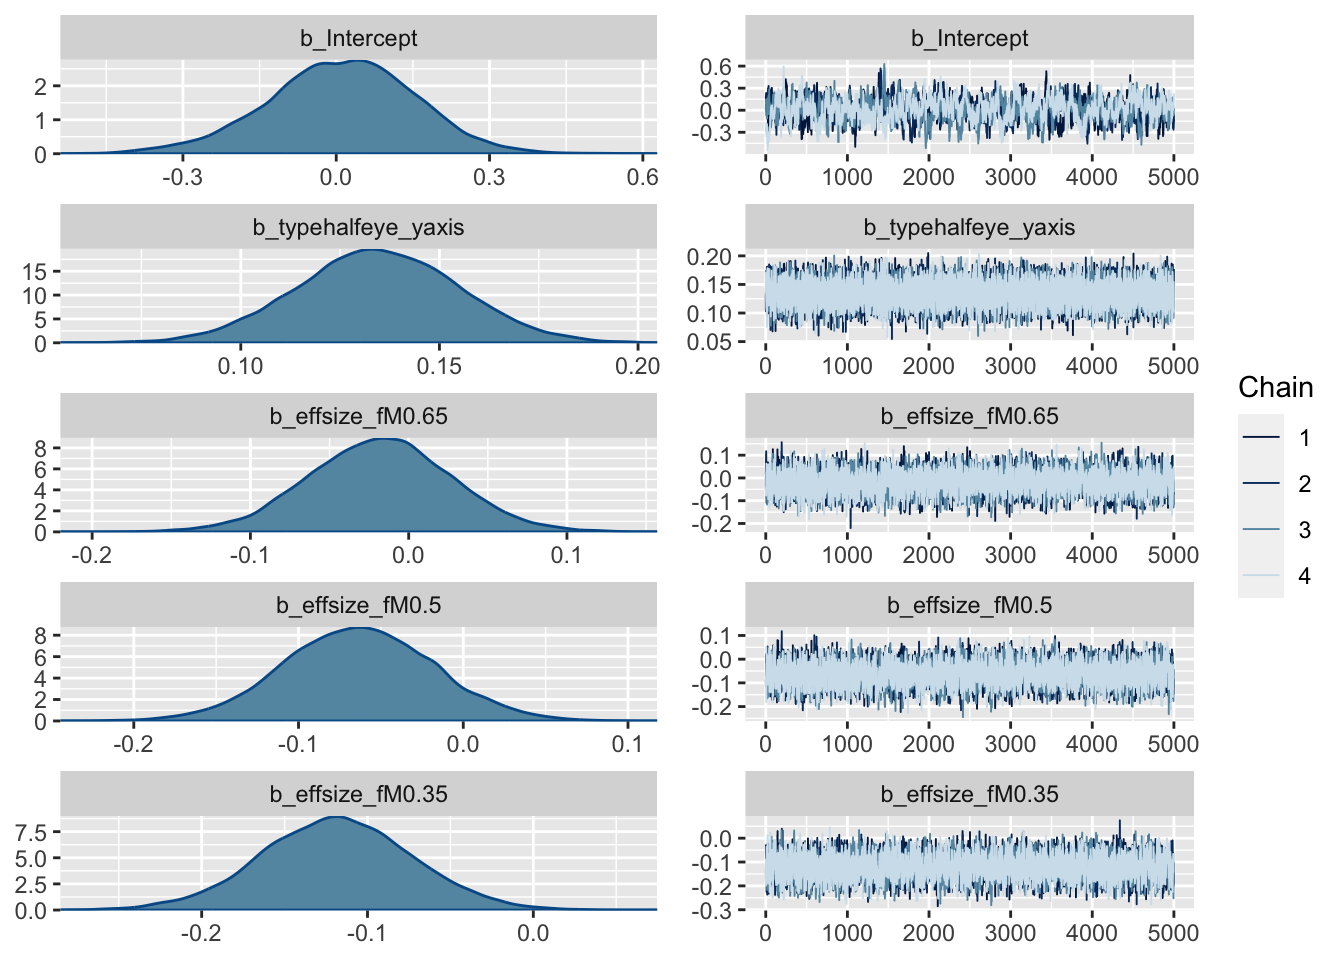 b_Intercept
2
1
0
-0.3 0.0 0.3 0.6
b_Intercept
0.6
0.3
0.0
-0.3
0 1000 2000 3000 4000 5000
b_typehalfeye_yaxis
15
10
5
0
0.10 0.15 0.20
b_typehalfeye_yaxis
0.20
0.15
0.10
0.05
0 1000 2000 3000 4000 5000
b_effsize_fM0.65
8
6
4
2
0
-0.2 -0.1 0.0 0.1
b_effsize_fM0.65
0.1
0.0
-0.1
-0.2
0 1000 2000 3000 4000 5000
b_effsize_fM0.5
8
6
4
2
0
-0.2 -0.1 0.0 0.1
b_effsize_fM0.5
0.1
0.0
-0.1
-0.2
0 1000 2000 3000 4000 5000
b_effsize_fM0.35
7.5
5.0
2.5
0.0
-0.2 -0.1 0.0
b_effsize_fM0.35
0.0
-0.1
-0.2
-0.3
0 1000 2000 3000 4000 5000
Chain
1
2
3
4